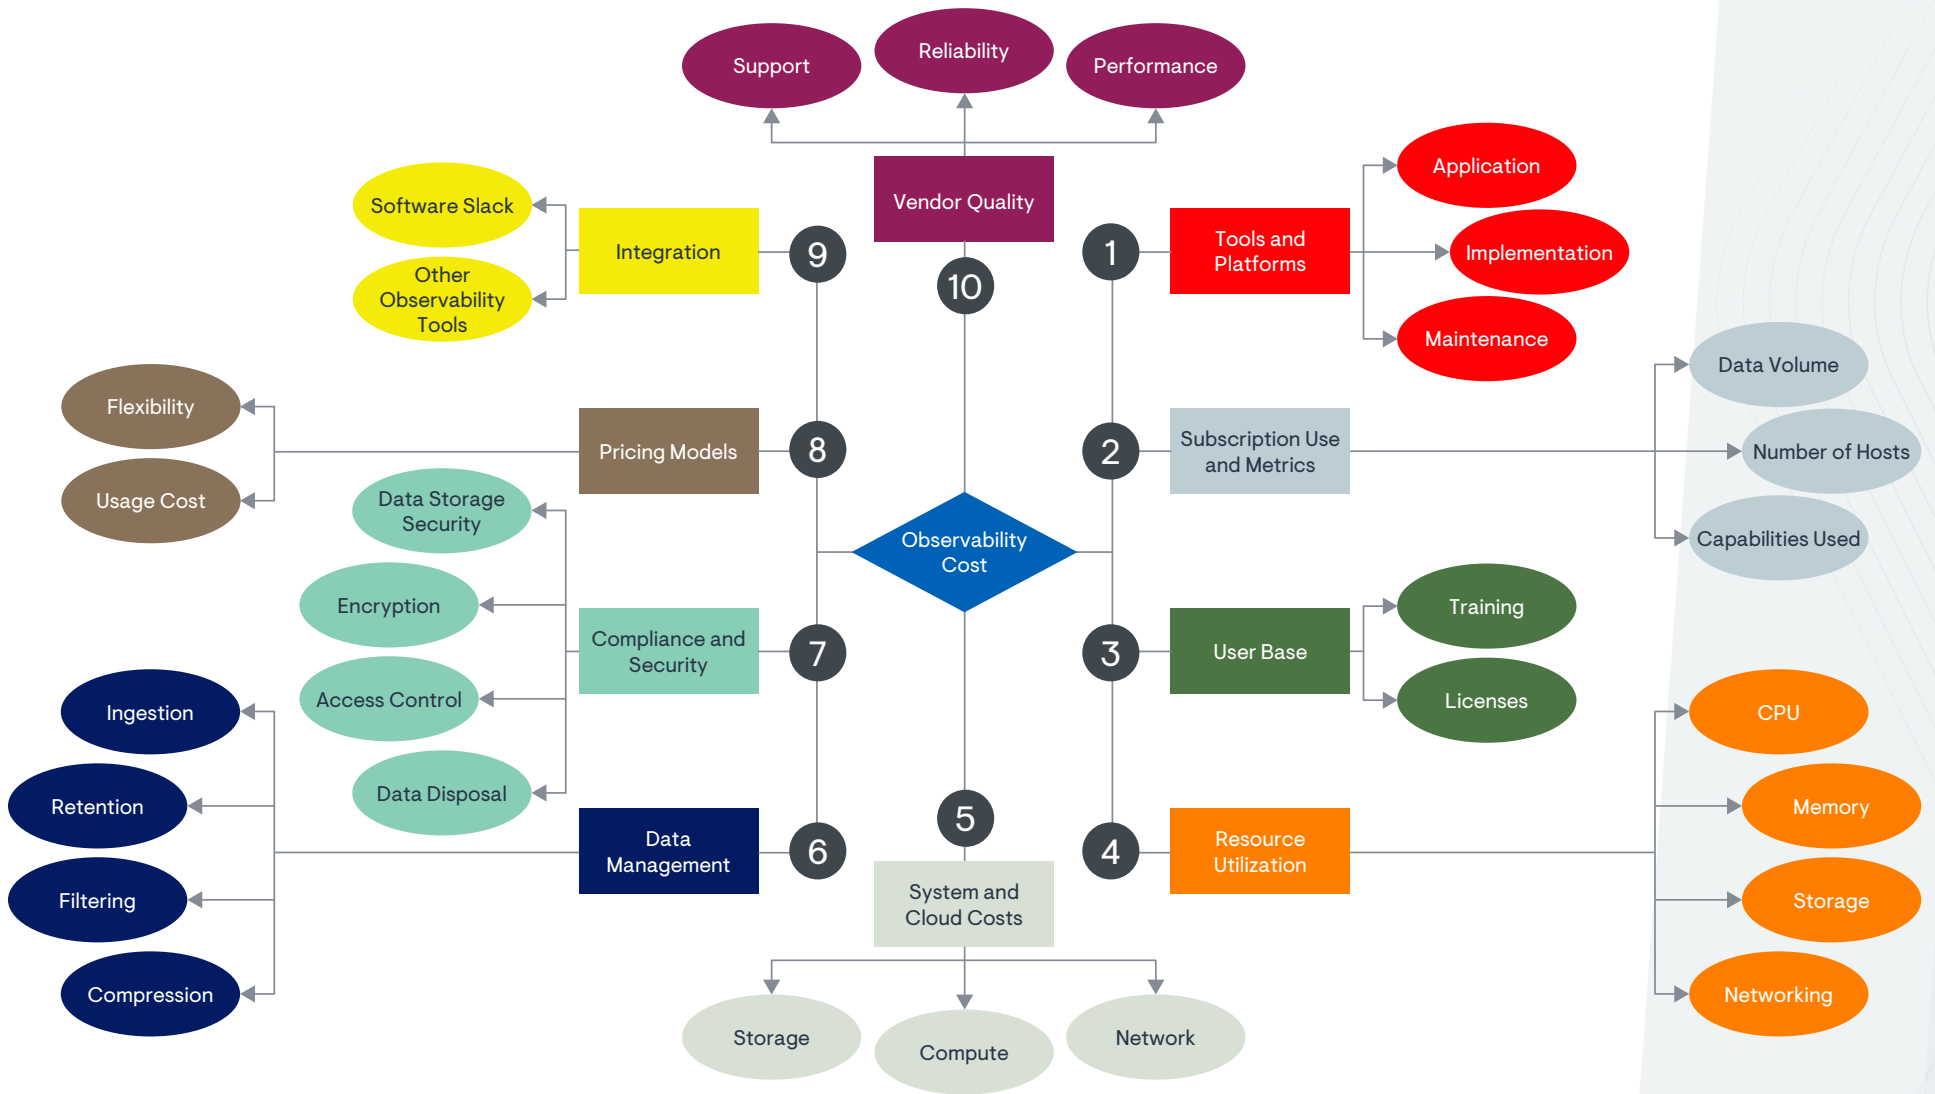 Support
Reliability
Performance
Vendor Quality
10
1
Tools and
Platforms
Application
Implementation
Maintenance
2
Subscription Use
and Metrics
Data Volume
Number of Hosts
Capabilities Used
3
User Base
Training
Licenses
4
Resource
Utilization
CPU
Memory
Storage
Networking
5
System and
Cloud Costs
Storage
Compute
Network
6
Data
Management
Ingestion
Retention
Filtering
Compression
7
Compliance and
Security
Data Storage
Security
Encryption
Access Control
Data Disposal
8
Pricing Models
Flexibility
Usage Cost
9
Integration
Software Slack
Other
Observability
Tools
Observability
Cost